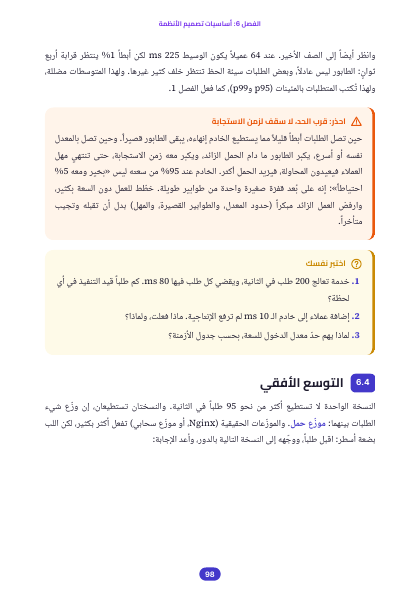 الفصل 6: أساسيات تصميم الأنظمة
وانظر أيضاً إلى الصف الأخير. عند 64 عميلاً يكون الوسيط 225 ms لكن أبطأ 1% ينتظر قرابة أربع
ثوانٍ: الطابور ليس عادلاً، وبعض الطلبات سيئة الحظ تنتظر خلف كثير غيرها. ولهذا المتوسطات مضللة،
ولهذا تُكتب المتطلبات بالمئينات (p95 وp99)، كما فعل الفصل 1.
احذر: قرب الحد، لا سقف لزمن الاستجابة
حين تصل الطلبات أبطأ قليلاً مما يستطيع الخادم إنهاءه، يبقى الطابور قصيراً. وحين تصل بالمعدل
نفسه أو أسرع، يكبر الطابور ما دام الحمل الزائد، ويكبر معه زمن الاستجابة، حتى تنتهي مهل
العملاء فيعيدون المحاولة، فيزيد الحمل أكثر. الخادم عند 95% من سعته ليس «بخير ومعه 5%
احتياطاً»: إنه على بُعد قفزة صغيرة واحدة من طوابير طويلة. خطّط للعمل دون السعة بكثير،
وارفض العمل الزائد مبكراً (حدود المعدل، والطوابير القصيرة، والمهل) بدل أن تقبله وتجيب
متأخراً.
اختبر نفسك
1. خدمة تعالج 200 طلب في الثانية، ويقضي كل طلب فيها 80 ms. كم طلباً قيد التنفيذ في أي
لحظة؟
2. إضافة عملاء إلى خادم الـ 10 ms لم ترفع الإنتاجية. ماذا فعلت، ولماذا؟
3. لماذا يهم حدّ معدل الدخول للسعة، بحسب جدول الأزمنة؟
6.4 التوسع الأفقي
النسخة الواحدة لا تستطيع أكثر من نحو 95 طلباً في الثانية. والنسختان تستطيعان، إن وزّع شيء
الطلبات بينهما: موزّع حمل. والموزّعات الحقيقية (Nginx، أو موزّع سحابي) تفعل أكثر بكثير، لكن اللب
بضعة أسطر: اقبل طلباً، ووجّهه إلى النسخة التالية بالدور، وأعد الإجابة:
98